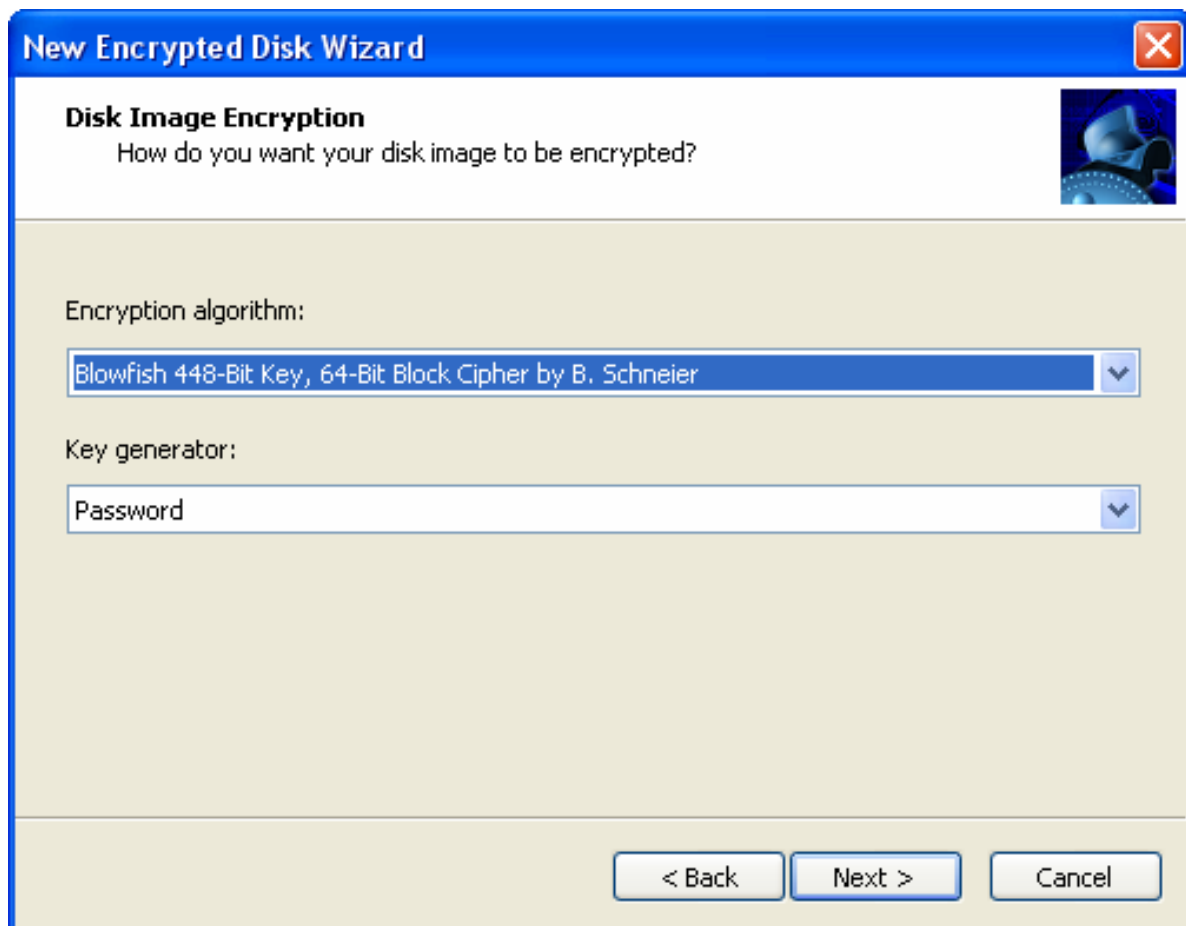 New Encrypted Disk Wizard
Disk Image Encryption
How do you want your disk image to be encrypted?
Encryption algorithm:
Blowfish 448-Bit Key, 64-Bit Block Cipher by B. Schneier
Key generator:
Password
< Back Next > Cancel